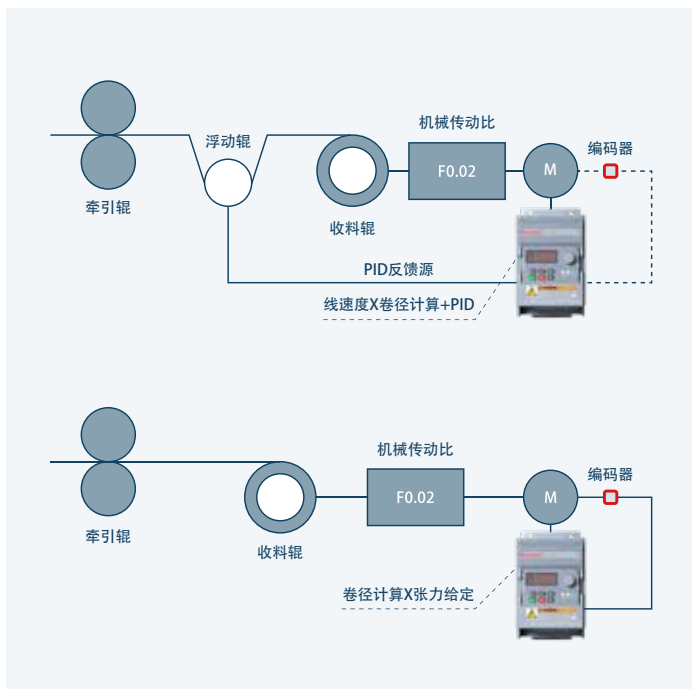 机械传动比
浮动辊
编码器
F0.02
M
牵引辊
收料辊
PID反馈源
线速度X卷径计算+PID
机械传动比
编码器
F0.02
M
牵引辊
收料辊
卷径计算X张力给定